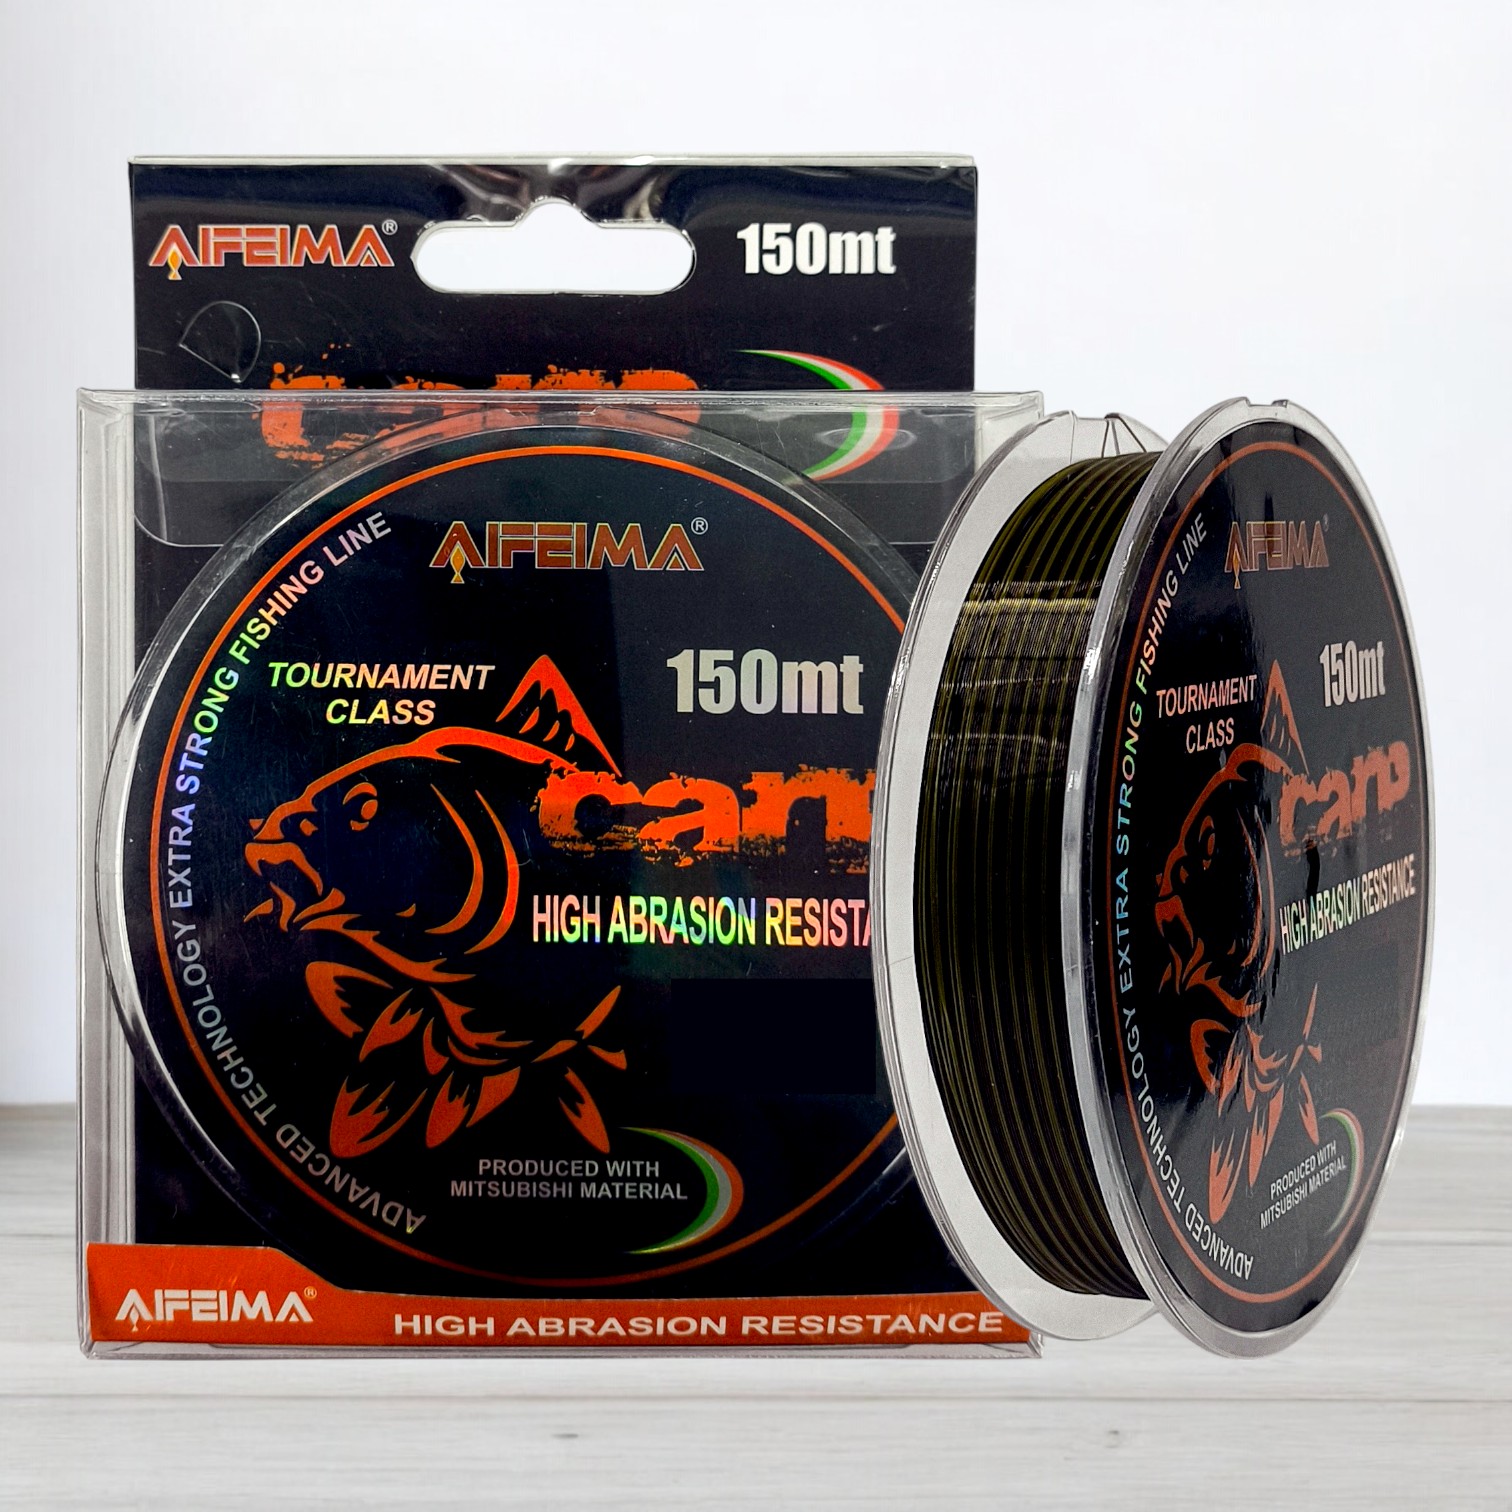 AIFEIMA®
150mt
carp
AIFEIMA®
ADVANCED TECHNOLOGY EXTRA STRONG FISHING LINE
TOURNAMENT
CLASS
150mt
carp
HIGH ABRASION RESISTA
PRODUCED WITH
MITSUBISHI MATERIAL
AIFEIMA®
HIGH ABRASION RESISTANCE
AIFEIMA®
ADVANCED TECHNOLOGY EXTRA STRONG FISHING LINE
TOURNAMENT
CLASS
150mt
carp
HIGH ABRASION RESISTANCE
PRODUCED WITH
MITSUBISHI MATERIAL